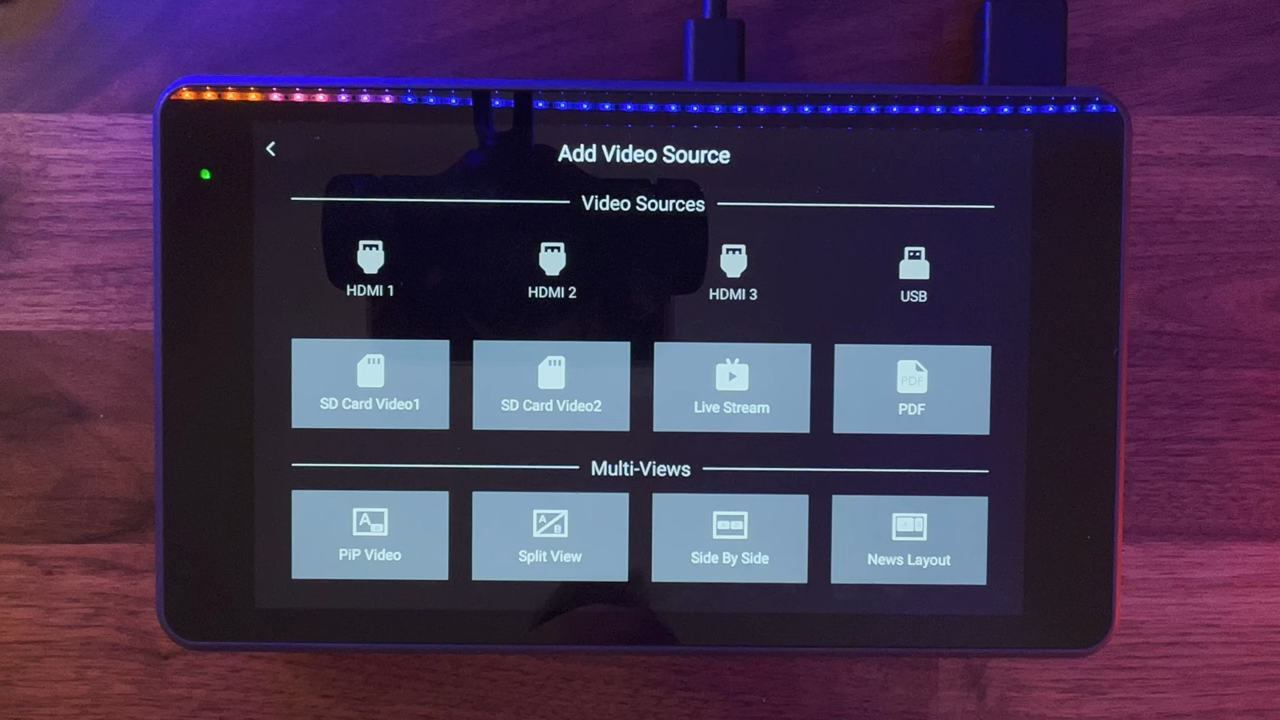 Add Video Source
Video Sources
HDMI 1
HDMI 2
HDMI 3
USB
SD Card Video1
SD Card Video2
Live Stream
PDF
PDF
Multi-Views
A
PiP Video
A
B
Split View
Side By Side
News Layout